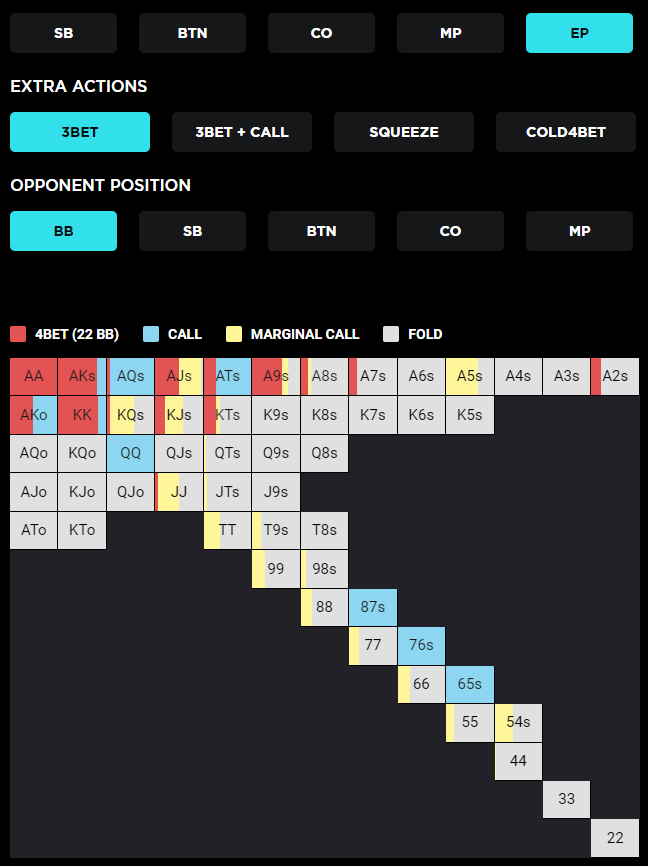 SB BTN CO MP EP
EXTRA ACTIONS
3BET 3BET + CALL SQUEEZE COLD4BET
OPPONENT POSITION
BB SB BTN CO MP
4BET (22 BB) CALL MARGINAL CALL FOLD
AA AKs AQs AJs ATs A9s A8s A7s A6s A5s A4s A3s A2s
AKo KK KQs KJs KTs K9s K8s K7s K6s K5s
AQo KQo QQ QJs QTs Q9s Q8s
AJo KJo QJo JJ JTs J9s
ATo KTo TT T9s T8s
99 98s
88 87s
77 76s
66 65s
55 54s
44
33
22